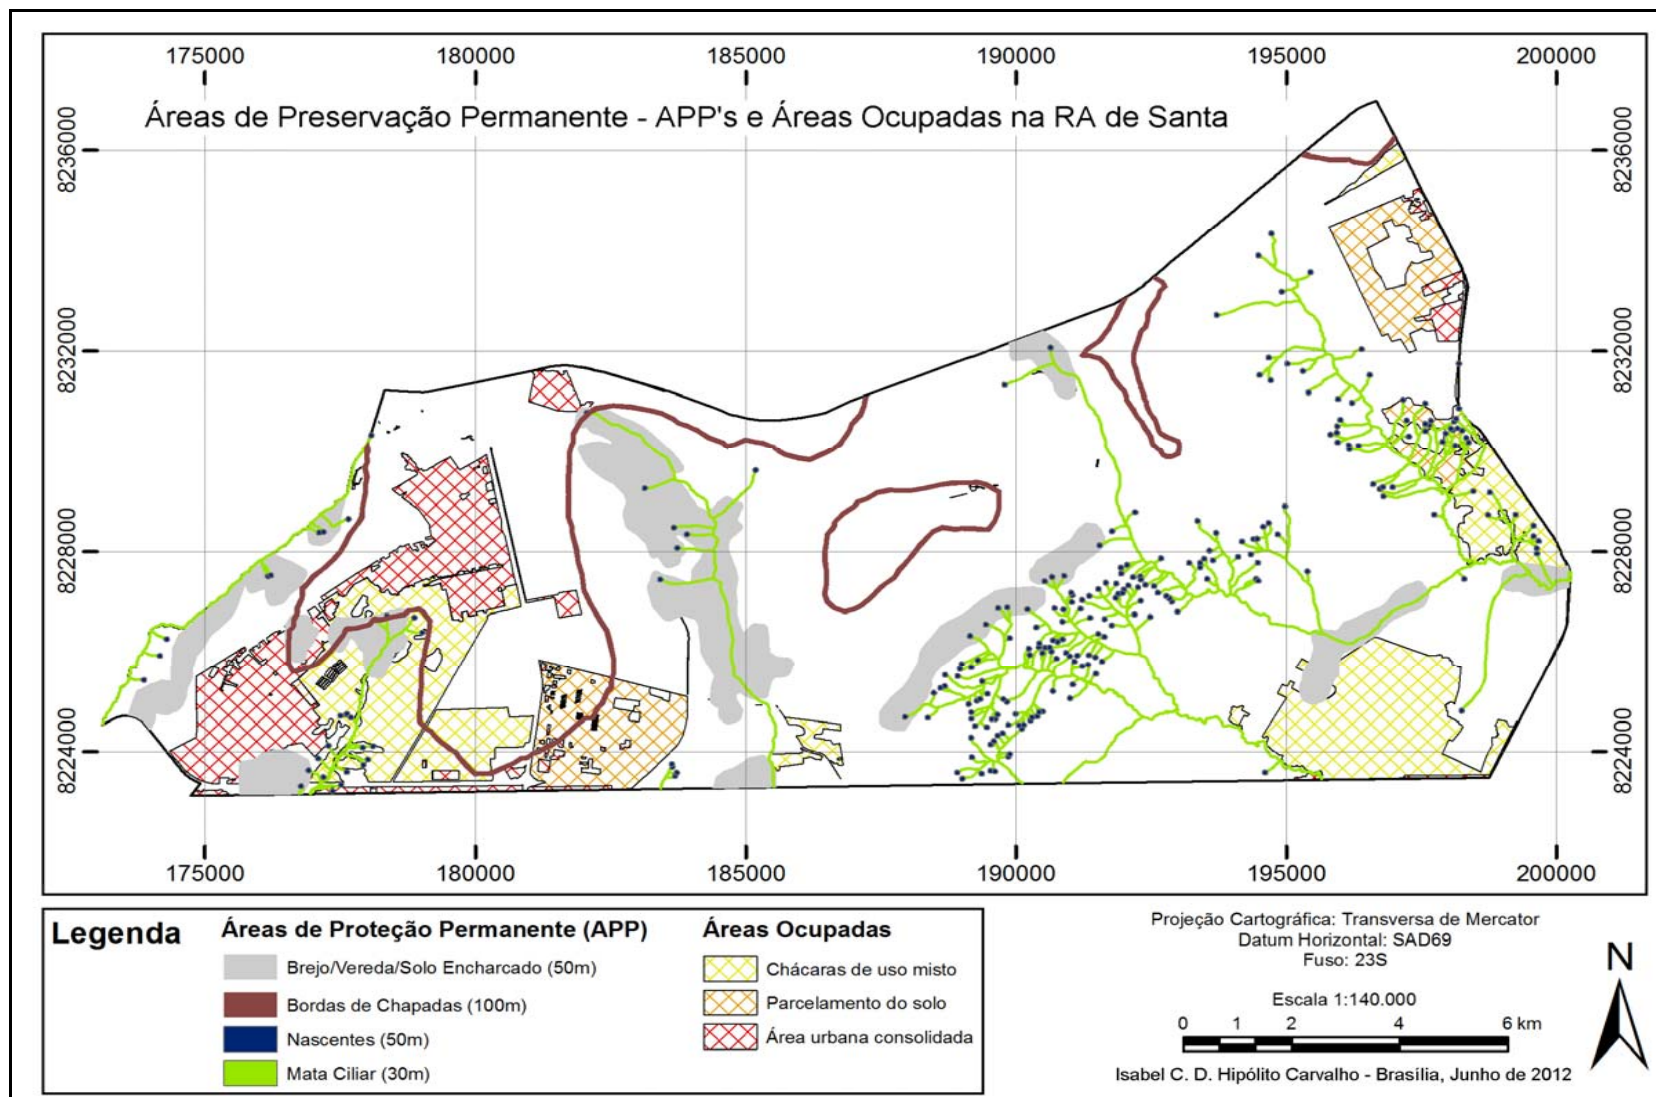 175000 180000 185000 190000 195000 200000
Áreas de Preservação Permanente - APP's e Áreas Ocupadas na RA de Santa
8236000 8236000
8232000 8232000
8228000 8228000
8224000 8224000
175000 180000 185000 190000 195000 200000
Legenda
Áreas de Proteção Permanente (APP)
Brejo/Vereda/Solo Encharcado (50m)
Bordas de Chapadas (100m)
Nascentes (50m)
Mata Ciliar (30m)
Áreas Ocupadas
Chácaras de uso misto
Parcelamento do solo
Área urbana consolidada
Projeção Cartográfica: Transversa de Mercator
Datum Horizontal: SAD69
Fuso: 23S
Escala 1:140.000
0 1 2 4 6 km
Isabel C. D. Hipólito Carvalho - Brasília, Junho de 2012
N